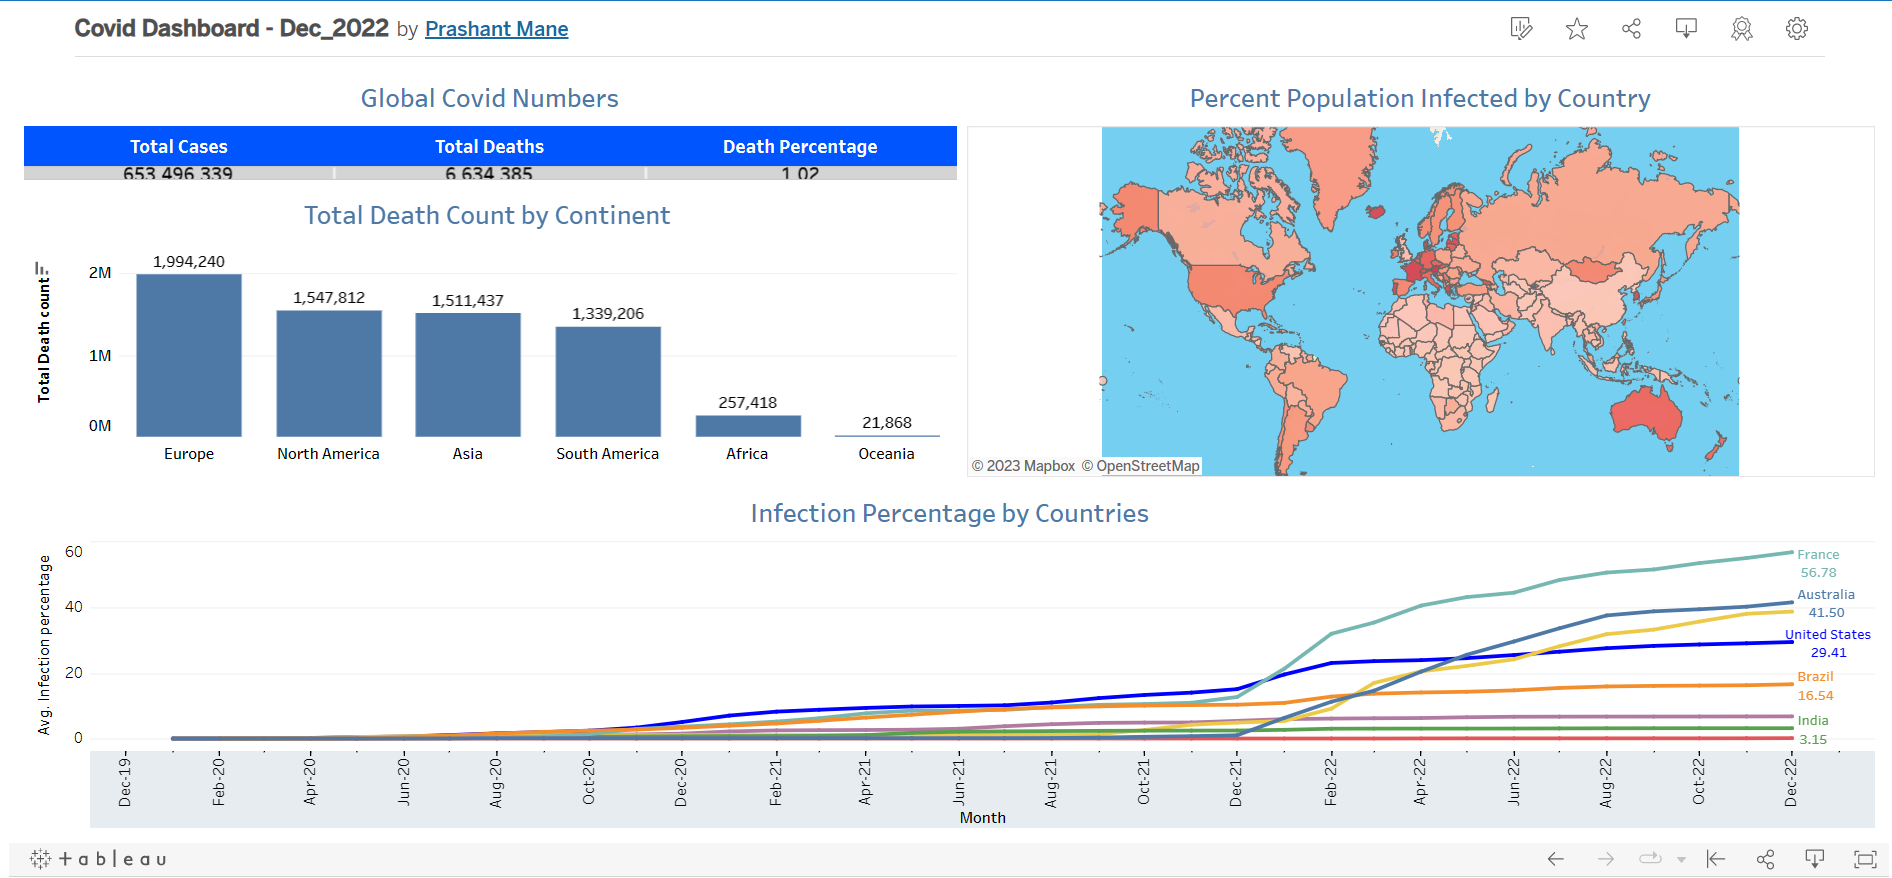 Covid Dashboard - Dec_2022 by Prashant Mane
Global Covid Numbers
Total Cases Total Deaths Death Percentage
653,496,339 6,634,385 1.02
Total Death Count by Continent
Total Death count
2M
1M
0M
1,994,240
1,547,812
1,511,437
1,339,206
257,418
21,868
Europe North America Asia South America Africa Oceania
Percent Population Infected by Country
© 2023 Mapbox © OpenStreetMap
Infection Percentage by Countries
Avg. Infection percentage
60
40
20
0
France
56.78
Australia
41.50
United States
29.41
Brazil
16.54
India
3.15
Dec-19 Feb-20 Apr-20 Jun-20 Aug-20 Oct-20 Dec-20 Feb-21 Apr-21 Jun-21 Aug-21 Oct-21 Dec-21 Feb-22 Apr-22 Jun-22 Aug-22 Oct-22 Dec-22
Month
+ a b l e a u